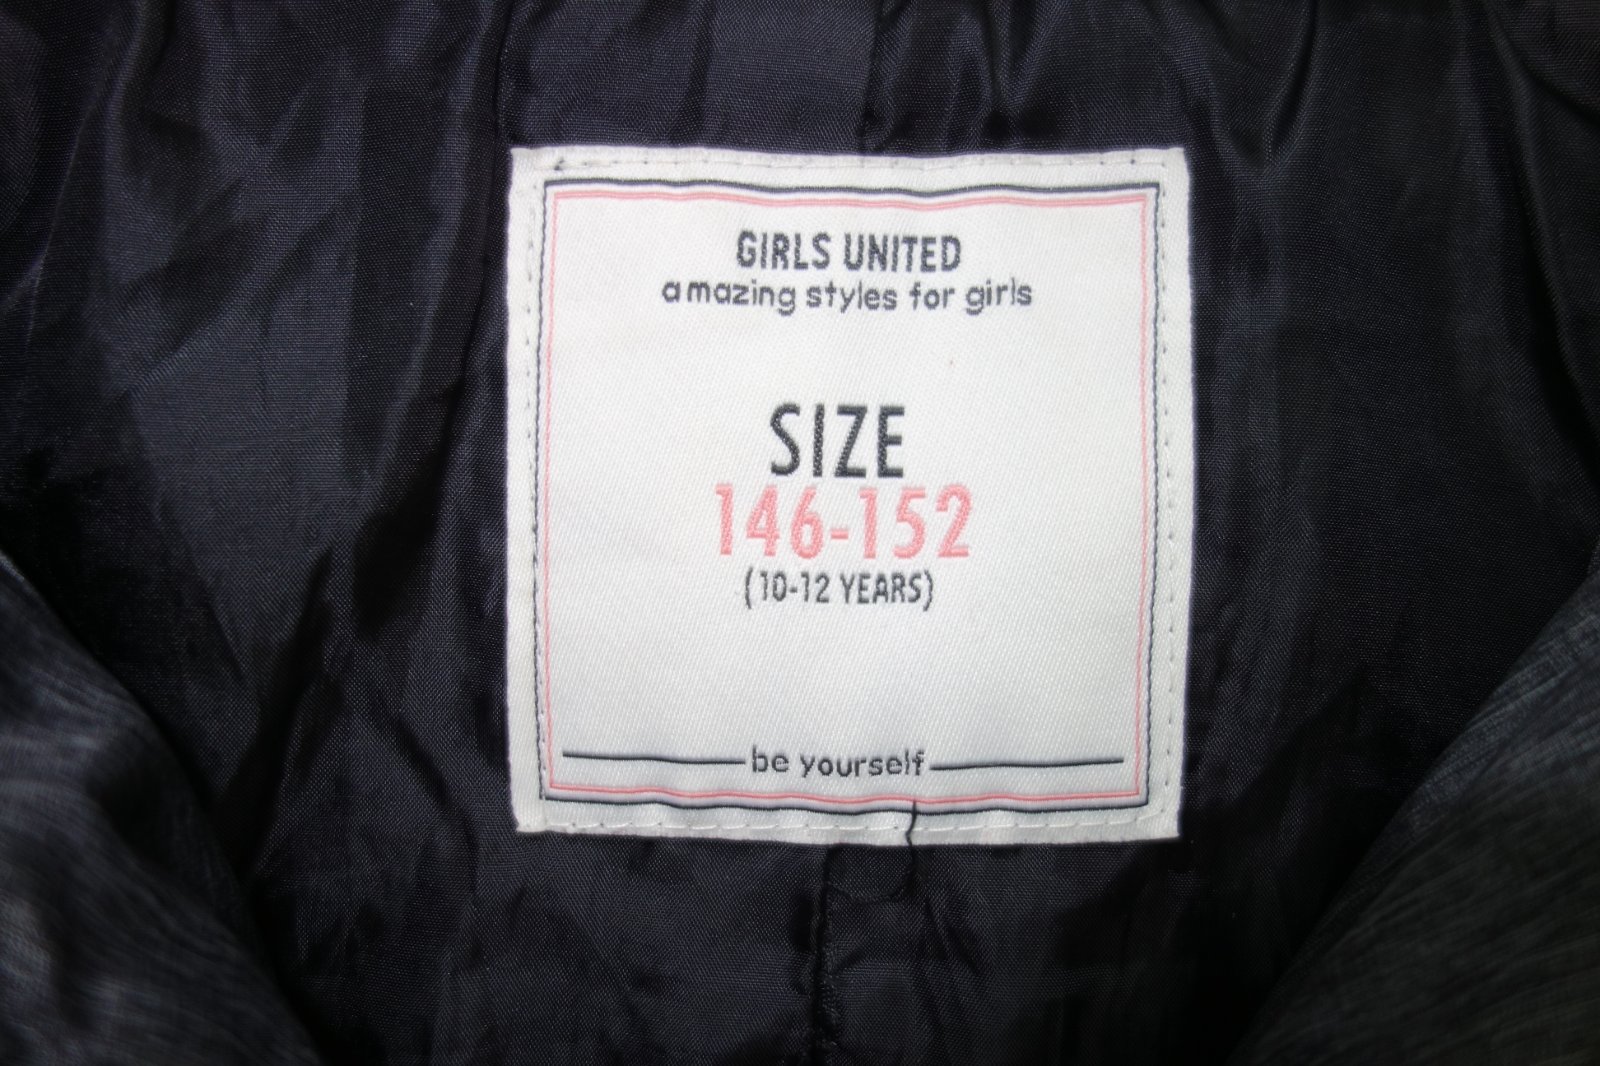 GIRLS UNITED
amazing styles for girls
SIZE
146-152
(10-12 YEARS)
be yourself